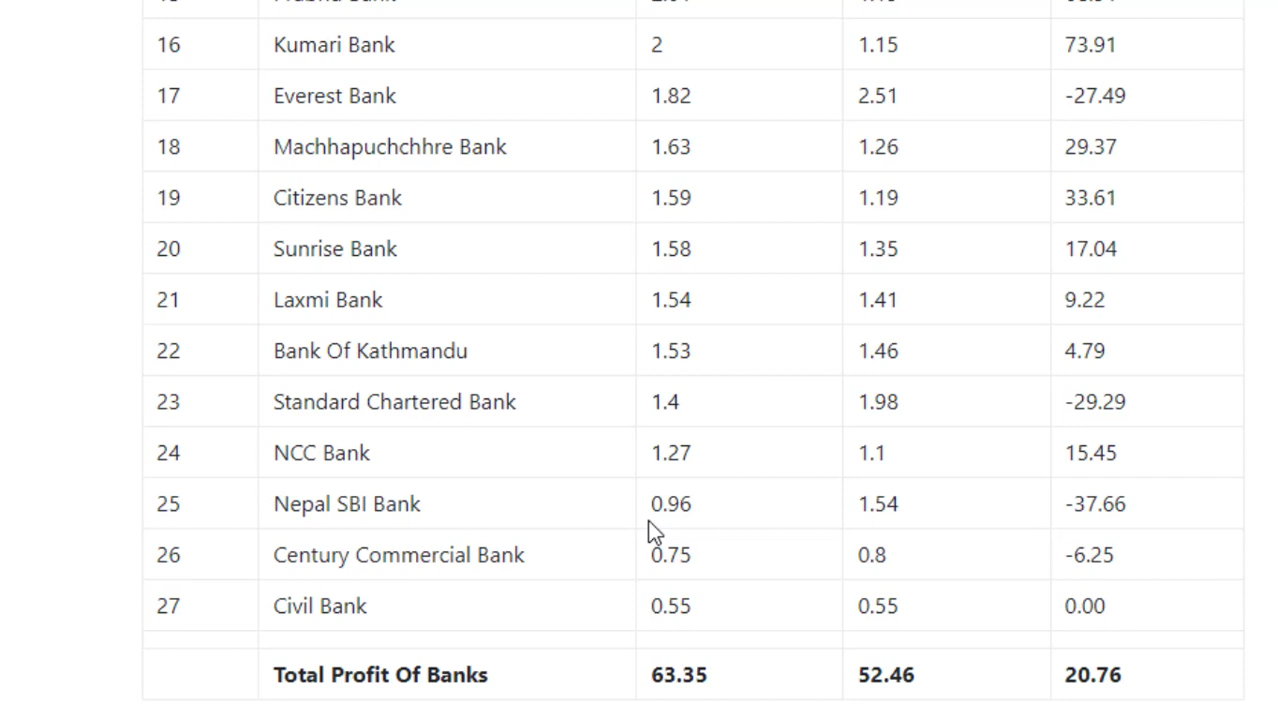 16 Kumari Bank 2 1.15 73.91
17 Everest Bank 1.82 2.51 -27.49
18 Machhapuchchhre Bank 1.63 1.26 29.37
19 Citizens Bank 1.59 1.19 33.61
20 Sunrise Bank 1.58 1.35 17.04
21 Laxmi Bank 1.54 1.41 9.22
22 Bank Of Kathmandu 1.53 1.46 4.79
23 Standard Chartered Bank 1.4 1.98 -29.29
24 NCC Bank 1.27 1.1 15.45
25 Nepal SBI Bank 0.96 1.54 -37.66
26 Century Commercial Bank 0.75 0.8 -6.25
27 Civil Bank 0.55 0.55 0.00
Total Profit Of Banks 63.35 52.46 20.76